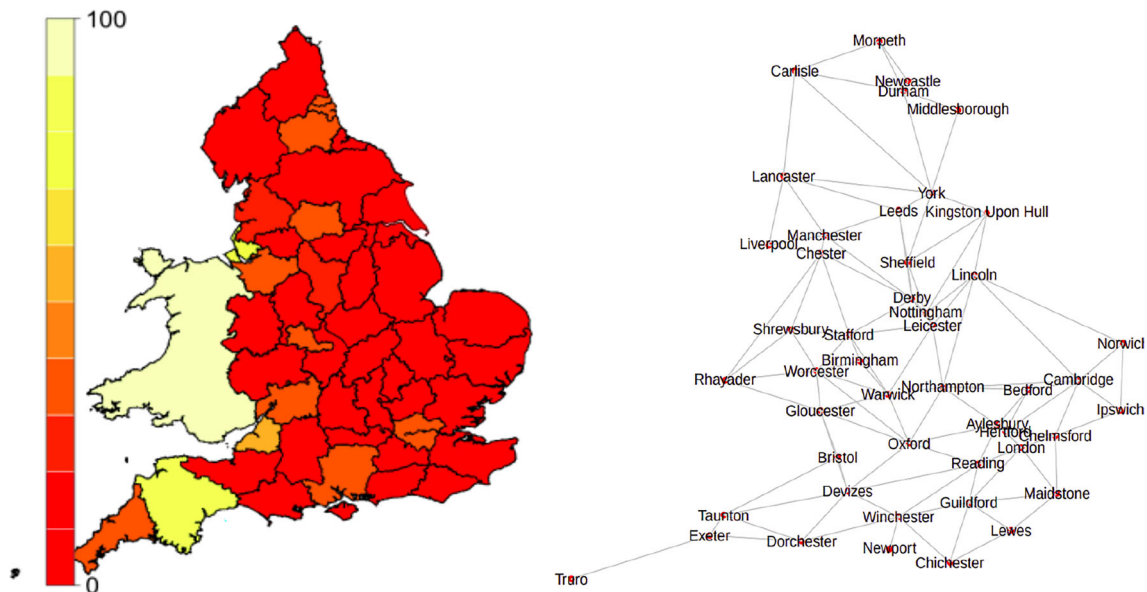 100
0
Morpeth
Carlisle
Newcastle
Durham
Middlesborough
Lancaster
York
Leeds
Kingston Upon Hull
Manchester
Liverpool
Chester
Sheffield
Lincoln
Derby
Nottingham
Leicester
Shrewsbury
Stafford
Norwich
Birmingham
Worcester
Rhayader
Warwick
Northampton
Bedford
Cambridge
Gloucester
Ipswich
Aylesbury
Hertford
Chelmsford
Oxford
London
Bristol
Reading
Devizes
Maidstone
Guildford
Taunton
Winchester
Exeter
Lewes
Dorchester
Newport
Chichester
Truro